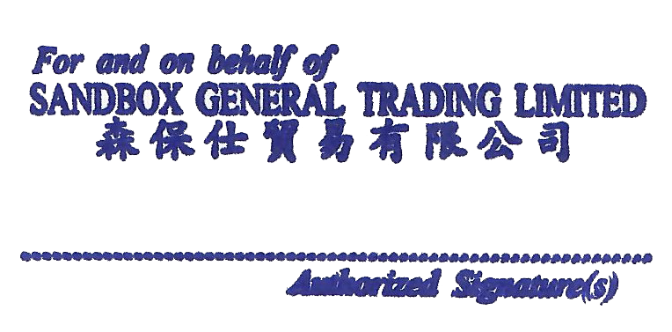 For and on behalf of
SANDBOX GENERAL TRADING LIMITED
森保仕貿易有限公司
Authorized Signature(s)